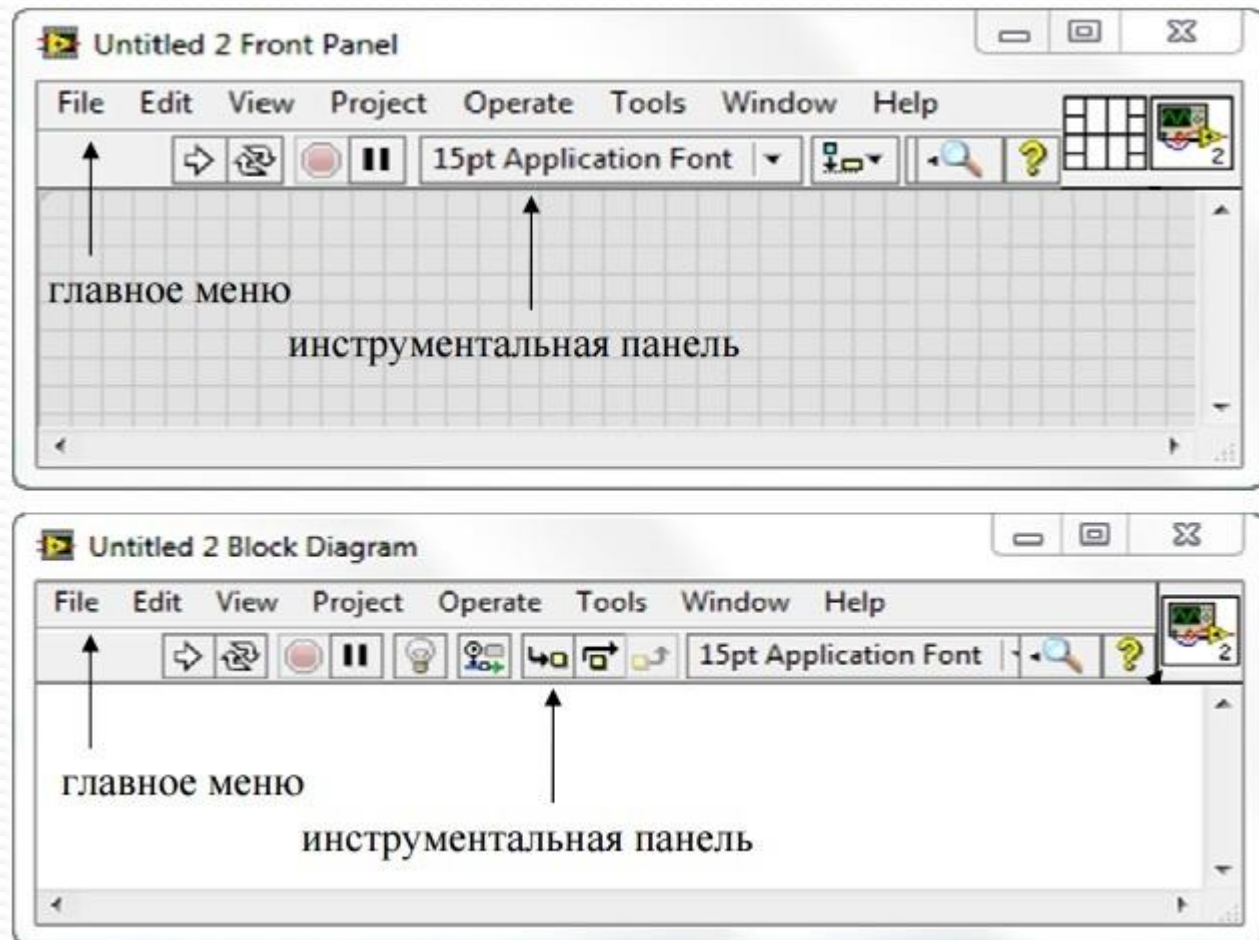 Untitled 2 Front Panel
File Edit View Project Operate Tools Window Help
15pt Application Font
2
главное меню
инструментальная панель
Untitled 2 Block Diagram
File Edit View Project Operate Tools Window Help
15pt Application Font
2
главное меню
инструментальная панель